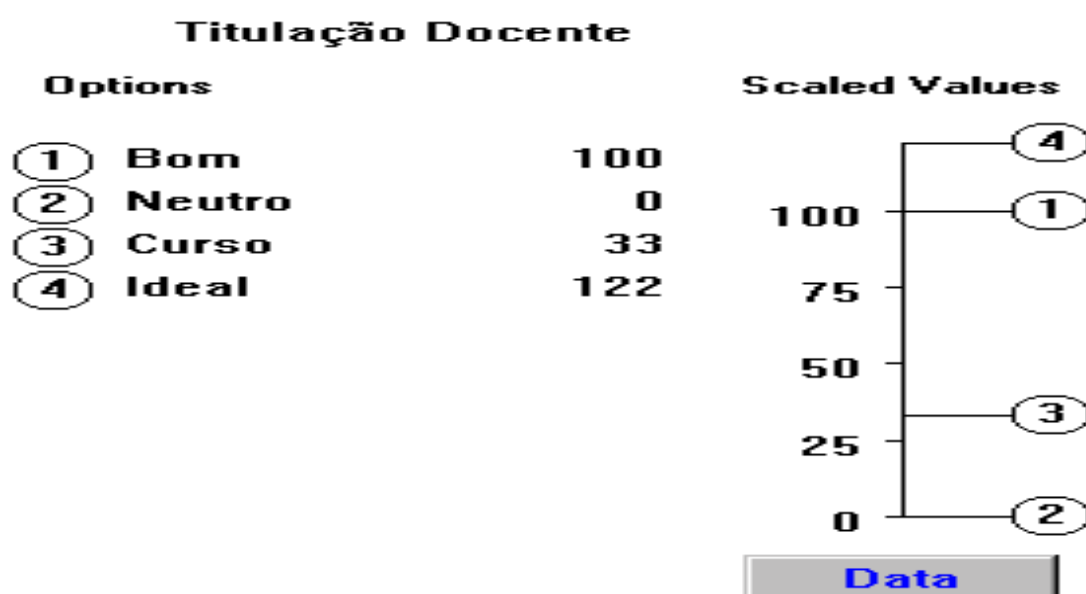 Titulação Docente
Options Scaled Values
1 Bom 100
2 Neutro 0
3 Curso 33
4 Ideal 122
4
100 1
75
50
3
25
0 2
Data